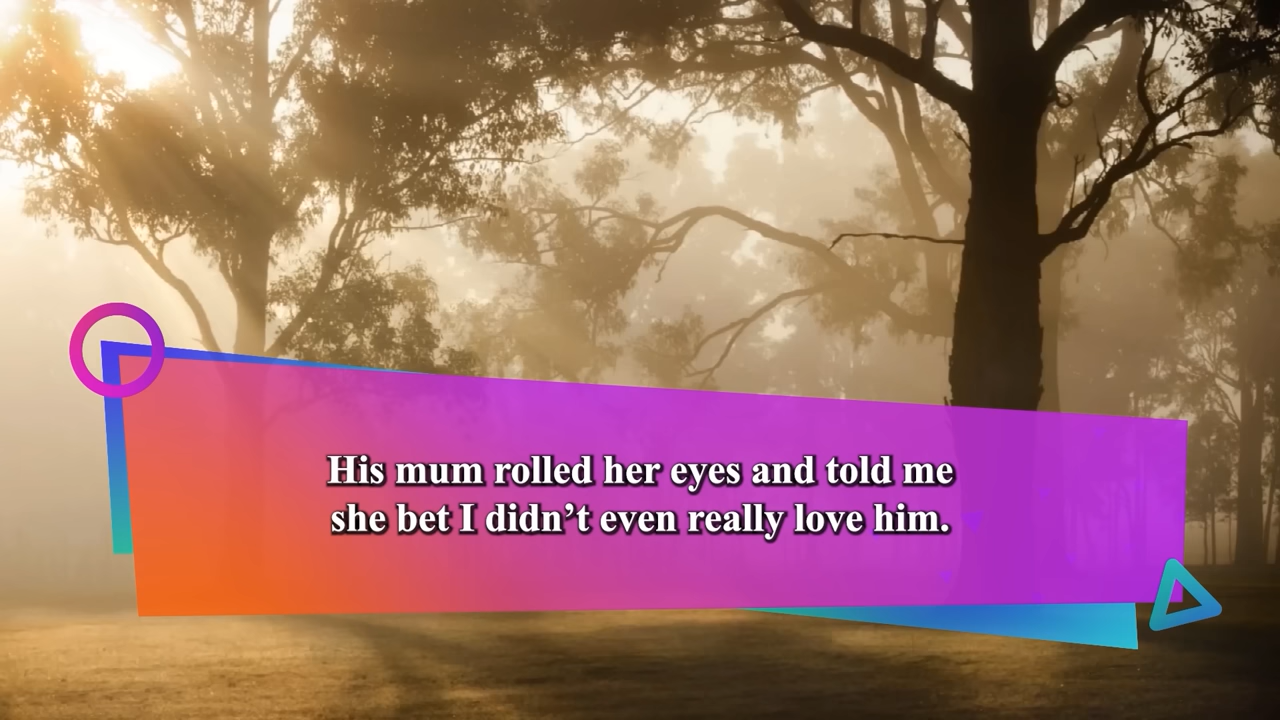 His mum rolled her eyes and told me
she bet I didn’t even really love him.